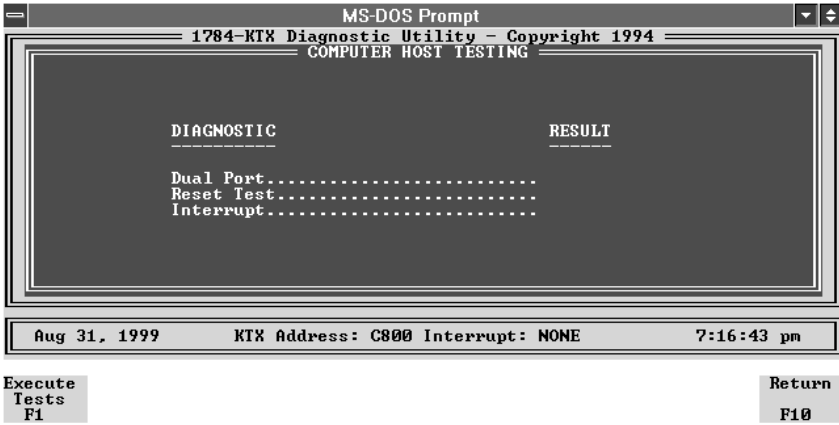 MS-DOS Prompt
1784-KTX Diagnostic Utility - Copyright 1994
COMPUTER HOST TESTING
DIAGNOSTIC RESULT
Dual Port..........................
Reset Test.........................
Interrupt..........................
Aug 31, 1999 KTX Address: C800 Interrupt: NONE 7:16:43 pm
Execute Return
Tests
F1 F10